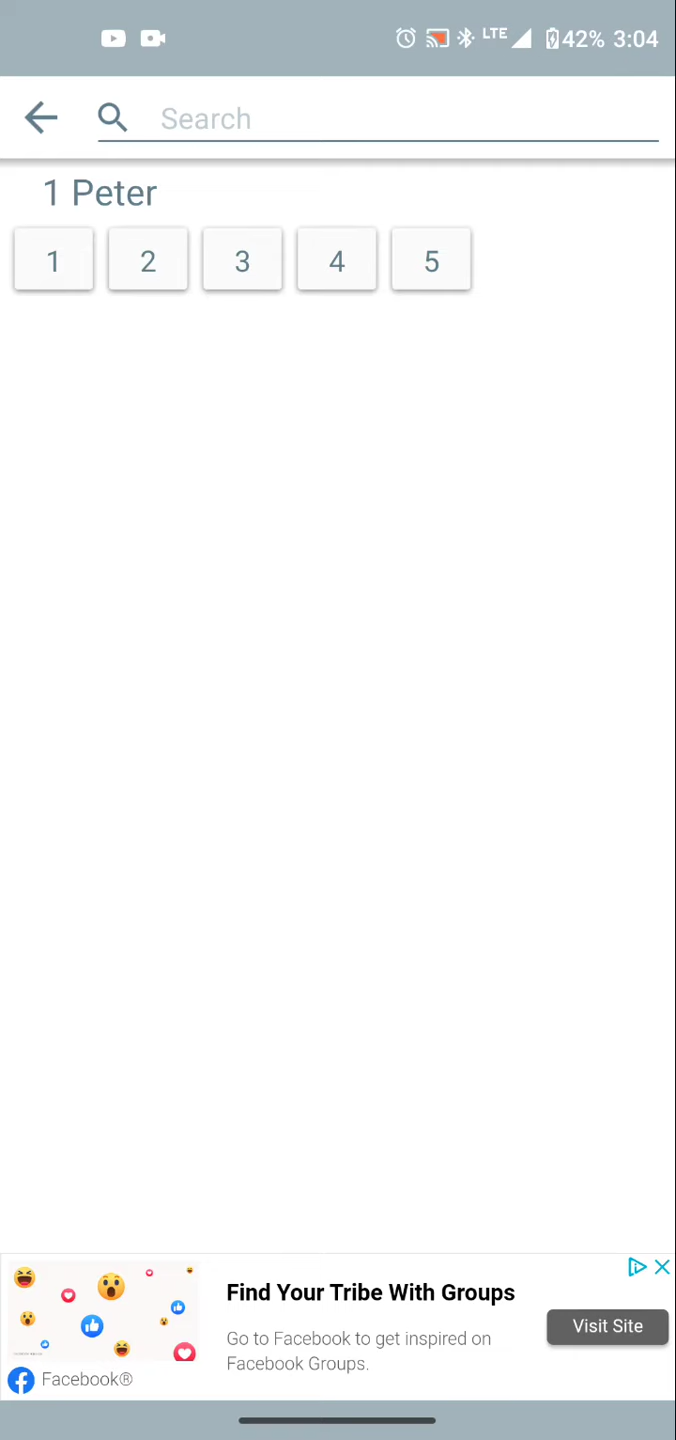 LTE 42% 3:04
Search
1 Peter
1 2 3 4 5
Find Your Tribe With Groups
Visit Site
Go to Facebook to get inspired on
Facebook Groups.
Facebook®